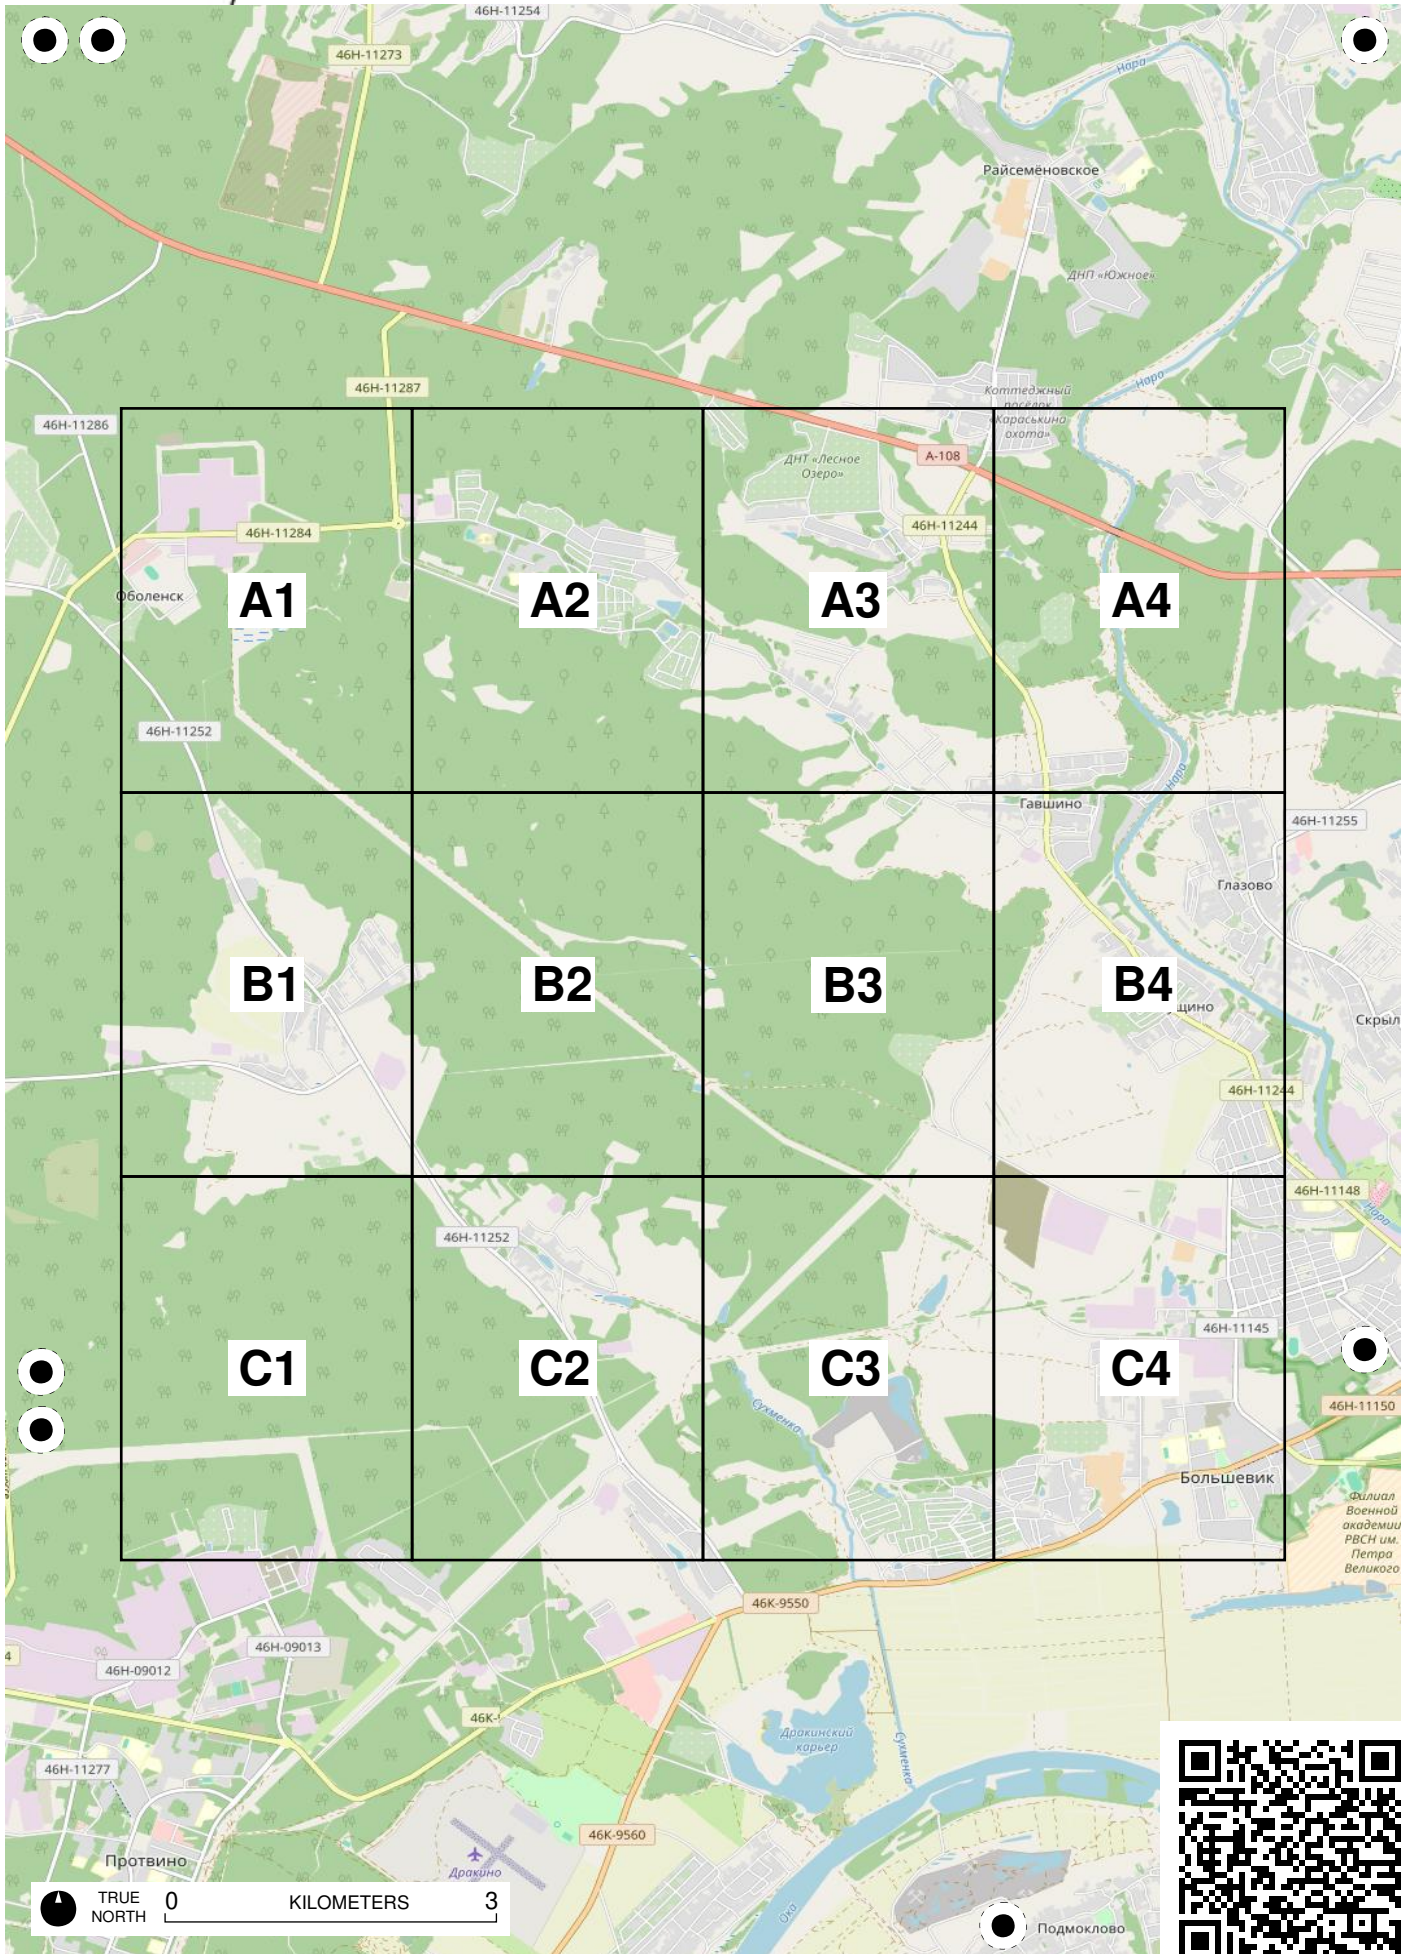 46Н-11254
46Н-11273
Нара
Райсемёновское
ДНП «Южное»
Нара
46Н-11287
Коттеджный
посёлок
«Караськина
охота»
46Н-11286
ДНТ «Лесное
Озеро»
А-108
46Н-11284
46Н-11244
Оболенск
A1
A2
A3
A4
46Н-11252
Нара
Гавшино
46Н-11255
Глазово
B1
B2
B3
B4
щино
Скрыл
46Н-11244
46Н-11148
Нара
46Н-11252
46Н-11145
C1
C2
C3
C4
Сухменка
46Н-11150
Большевик
Филиал
Военной
академии
РВСН им.
Петра
Великого
46К-9550
46Н-09013
46Н-09012
4
46К-
Дракинский
карьер
Сухменка
46Н-11277
46К-9560
Протвино
Дракино
TRUE
NORTH
0 KILOMETERS 3
Ока
Подмоклово